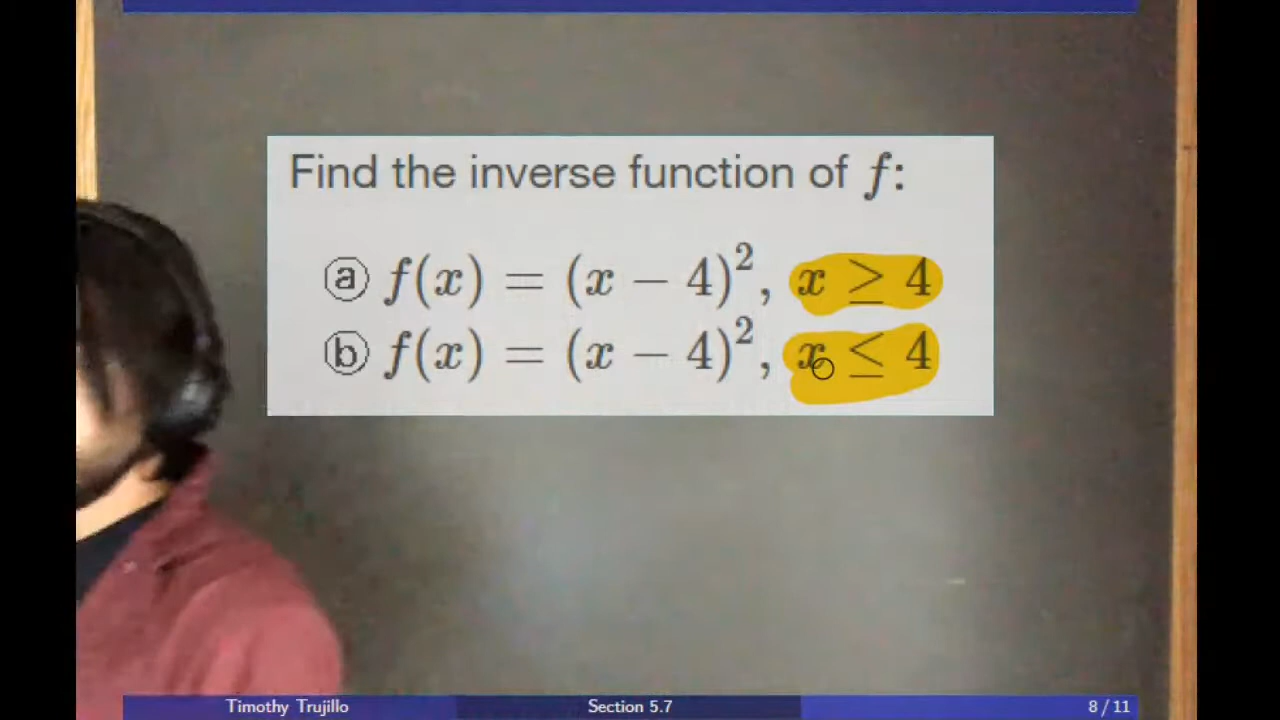 Find the inverse function of f:
ⓐ f(x) = (x − 4)², x ≥ 4
ⓑ f(x) = (x − 4)², x ≤ 4
Timothy Trujillo Section 5.7 8 / 11